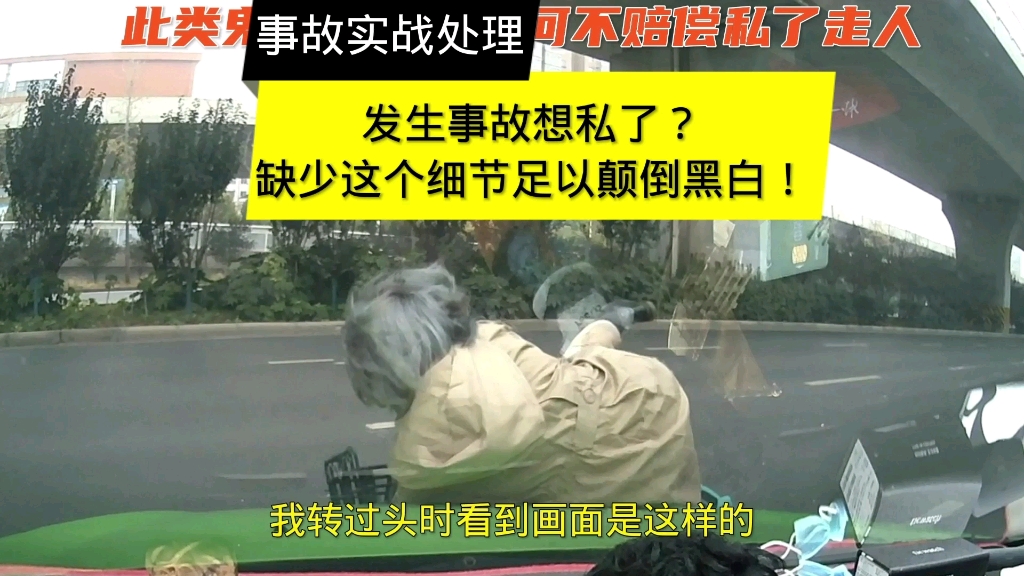 此类
事故实战处理
何不赔偿私了走人
发生事故想私了？
缺少这个细节足以颠倒黑白！
我转过头时看到画面是这样的